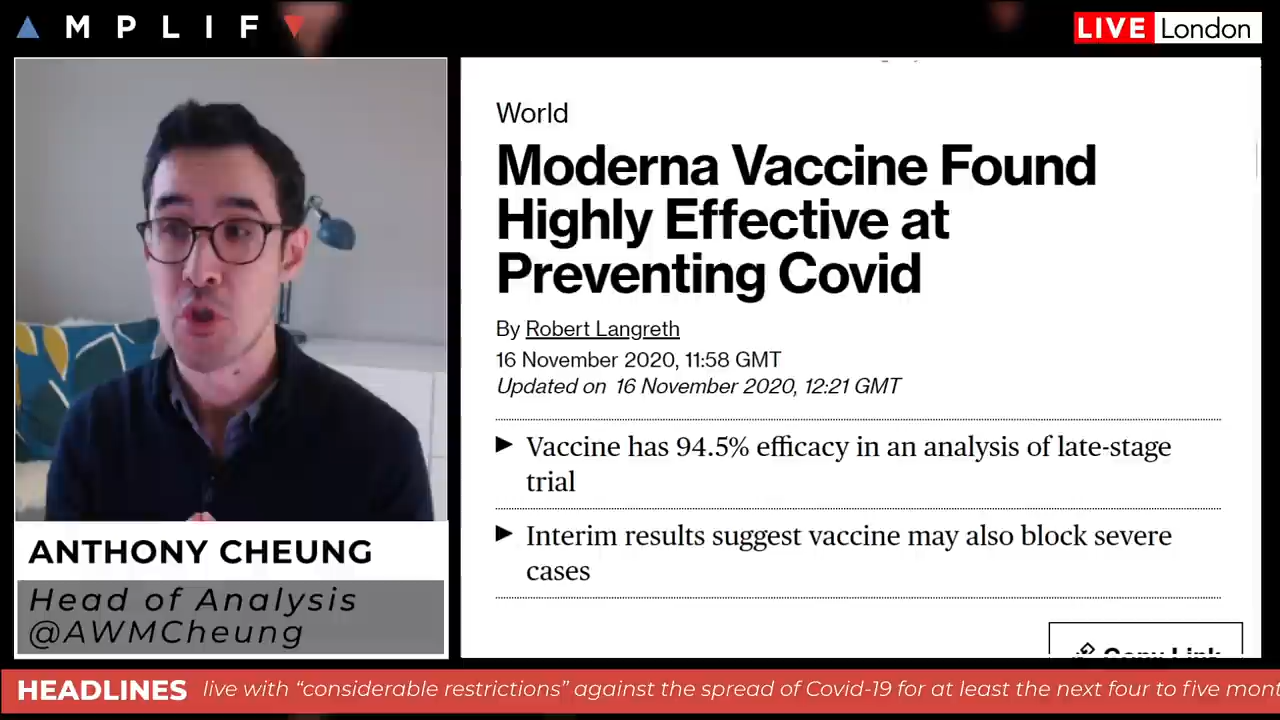 AMPLIFY
LIVE London
World
Moderna Vaccine Found
Highly Effective at
Preventing Covid
By Robert Langreth
16 November 2020, 11:58 GMT
Updated on 16 November 2020, 12:21 GMT
Vaccine has 94.5% efficacy in an analysis of late-stage
trial
Interim results suggest vaccine may also block severe
cases
Copy Link
ANTHONY CHEUNG
Head of Analysis
@AWMCheung
HEADLINES live with “considerable restrictions” against the spread of Covid-19 for at least the next four to five mont